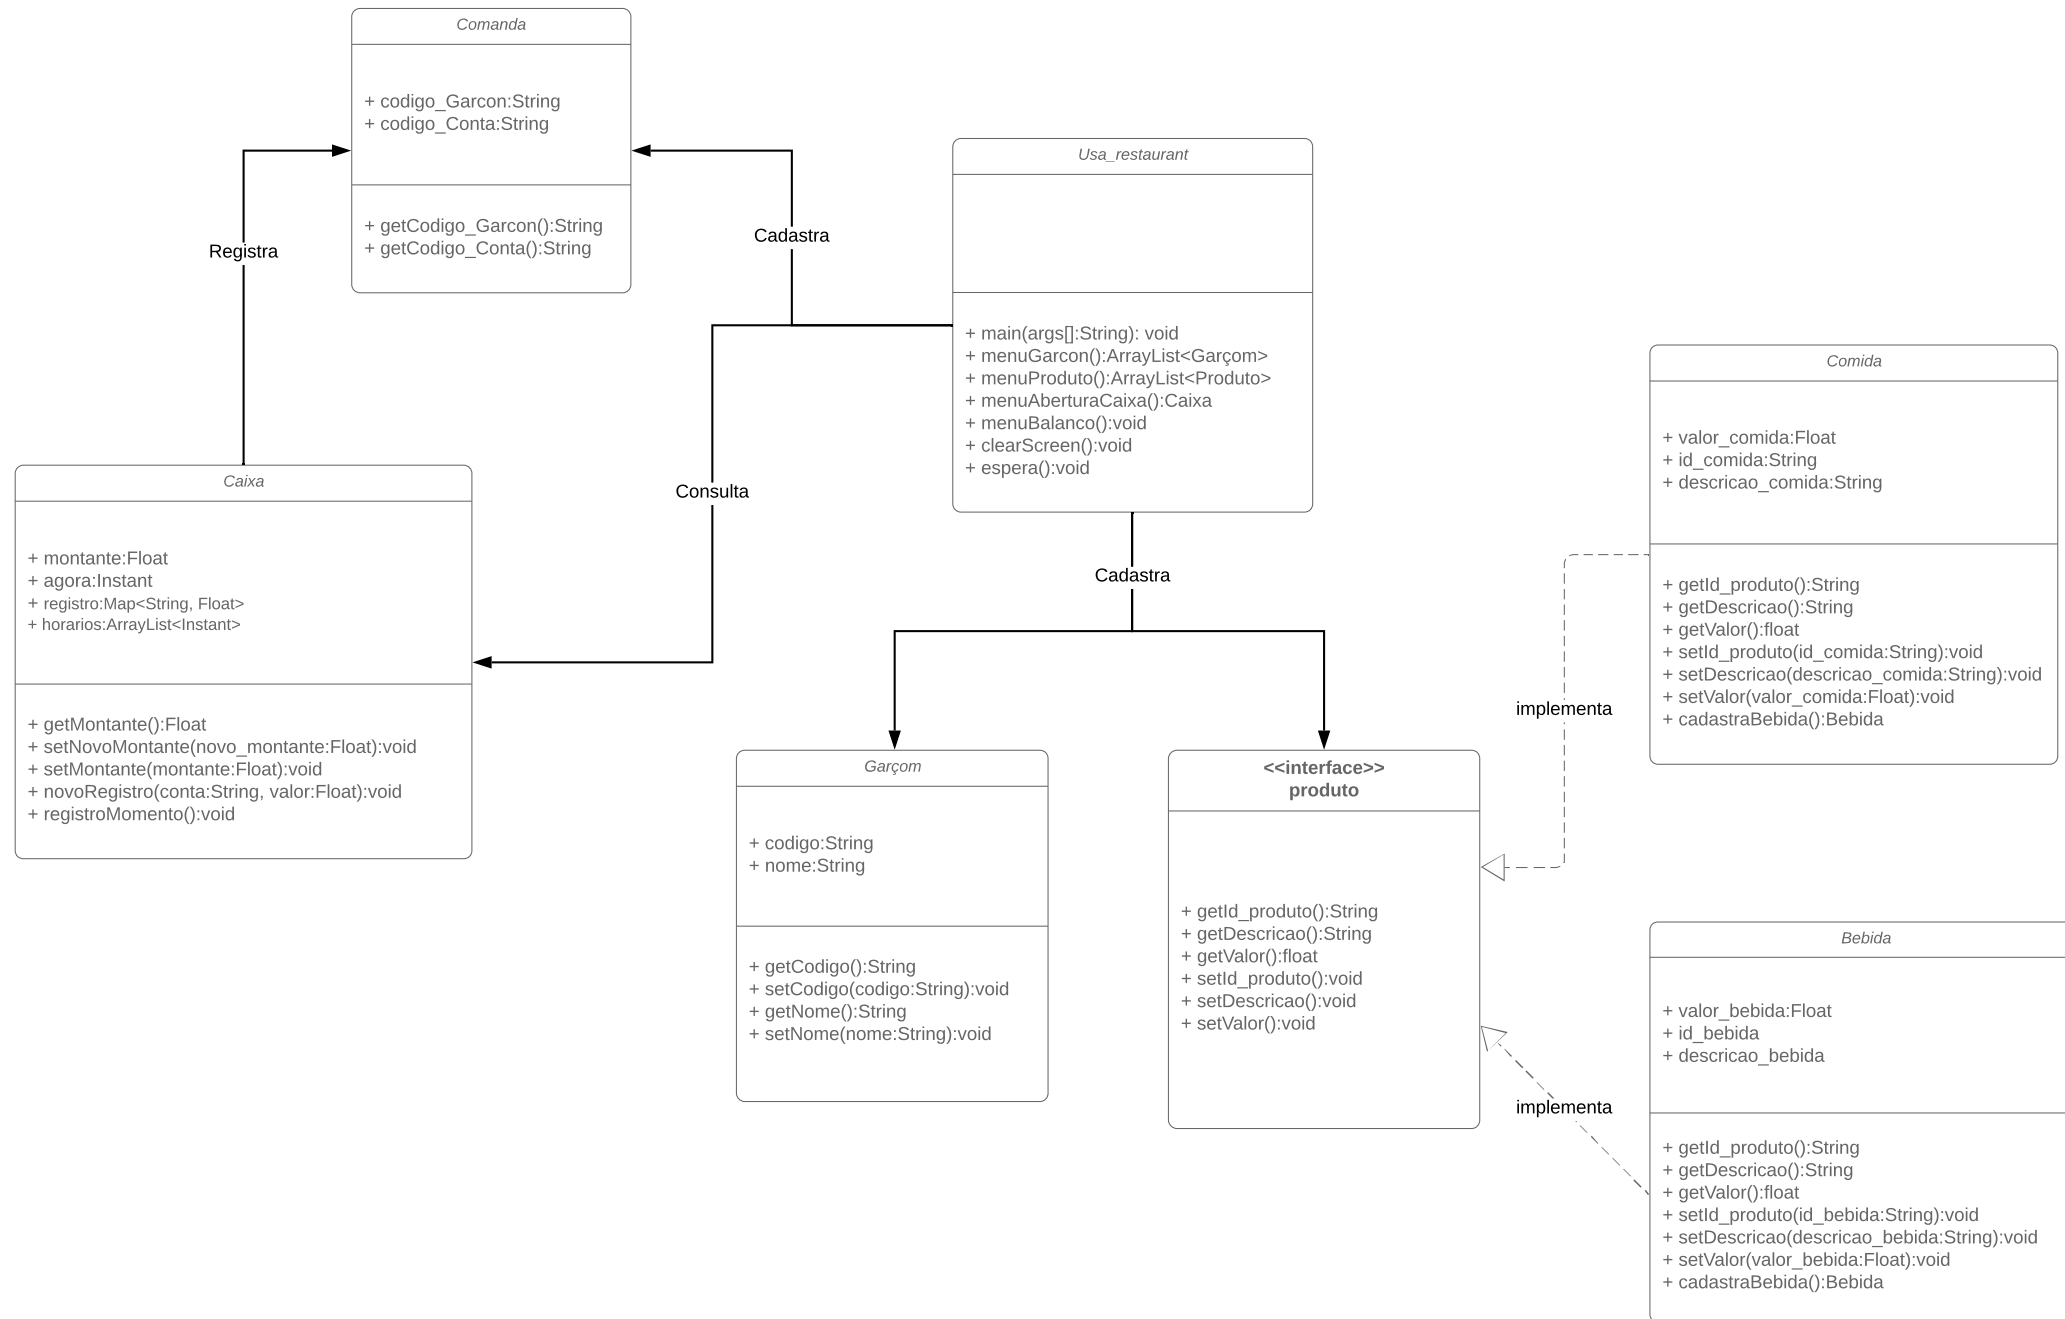 Comanda
+ codigo_Garcon:String
+ codigo_Conta:String
+ getCodigo_Garcon():String
+ getCodigo_Conta():String
Registra
Cadastra
Usa_restaurant
+ main(args[]:String): void
+ menuGarcon():ArrayList<Garçom>
+ menuProduto():ArrayList<Produto>
+ menuAberturaCaixa():Caixa
+ menuBalanco():void
+ clearScreen():void
+ espera():void
Consulta
Cadastra
Caixa
+ montante:Float
+ agora:Instant
+ registro:Map<String, Float>
+ horarios:ArrayList<Instant>
+ getMontante():Float
+ setNovoMontante(novo_montante:Float):void
+ setMontante(montante:Float):void
+ novoRegistro(conta:String, valor:Float):void
+ registroMomento():void
Garçom
+ codigo:String
+ nome:String
+ getCodigo():String
+ setCodigo(codigo:String):void
+ getNome():String
+ setNome(nome:String):void
<<interface>>
produto
+ getId_produto():String
+ getDescricao():String
+ getValor():float
+ setId_produto():void
+ setDescricao():void
+ setValor():void
implementa
implementa
Comida
+ valor_comida:Float
+ id_comida:String
+ descricao_comida:String
+ getId_produto():String
+ getDescricao():String
+ getValor():float
+ setId_produto(id_comida:String):void
+ setDescricao(descricao_comida:String):void
+ setValor(valor_comida:Float):void
+ cadastraBebida():Bebida
Bebida
+ valor_bebida:Float
+ id_bebida
+ descricao_bebida
+ getId_produto():String
+ getDescricao():String
+ getValor():float
+ setId_produto(id_bebida:String):void
+ setDescricao(descricao_bebida:String):void
+ setValor(valor_bebida:Float):void
+ cadastraBebida():Bebida